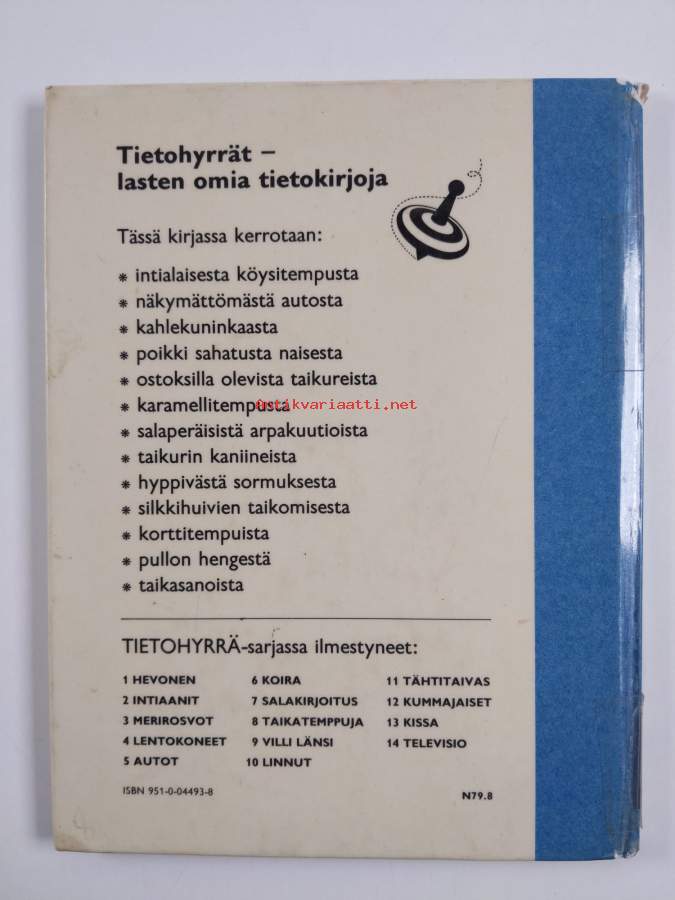 Tietohyrrät –
lasten omia tietokirjoja
Tässä kirjassa kerrotaan:
* intialaisesta köysitempusta
* näkymättömästä autosta
* kahlekuninkaasta
* poikki sahatusta naisesta
* ostoksilla olevista taikureista
* karamellitempusta
antikvariaatti.net
* salaperäisistä arpakuutioista
* taikurin kaniineista
* hyppivästä sormuksesta
* silkkihuivien taikomisesta
* korttitempuista
* pullon hengestä
* taikasanoista
TIETOHYRRÄ-sarjassa ilmestyneet:
1 HEVONEN 6 KOIRA 11 TÄHTITAIVAS
2 INTIAANIT 7 SALAKIRJOITUS 12 KUMMAJAISET
3 MERIROSVOT 8 TAIKATEMPPUJA 13 KISSA
4 LENTOKONEET 9 VILLI LÄNSI 14 TELEVISIO
5 AUTOT 10 LINNUT
ISBN 951-0-04493-8 N79.8